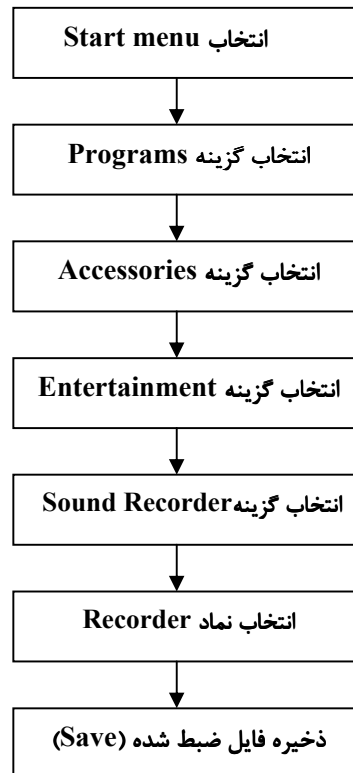 انتخاب Start menu
انتخاب گزینه Programs
انتخاب گزینه Accessories
انتخاب گزینه Entertainment
انتخاب گزینهSound Recorder
انتخاب نماد Recorder
ذخیره فایل ضبط شده (Save)